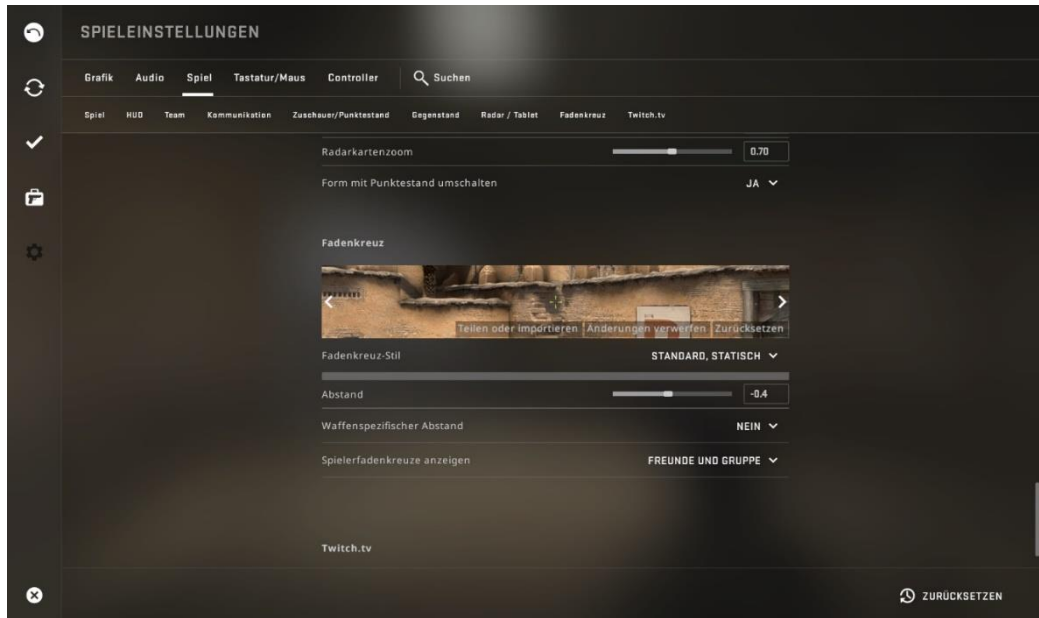 SPIELEINSTELLUNGEN
Grafik Audio Spiel Tastatur/Maus Controller Suchen
Spiel HUD Team Kommunikation Zuschauer/Punktestand Gegenstand Radar / Tablet Fadenkreuz Twitch.tv
Radarkartenzoom 0.70
Form mit Punktestand umschalten JA
Fadenkreuz
Teilen oder importieren Änderungen verwerfen Zurücksetzen
Fadenkreuz-Stil STANDARD, STATISCH
Abstand -0.4
Waffenspezifischer Abstand NEIN
Spielerfadenkreuze anzeigen FREUNDE UND GRUPPE
Twitch.tv
ZURÜCKSETZEN